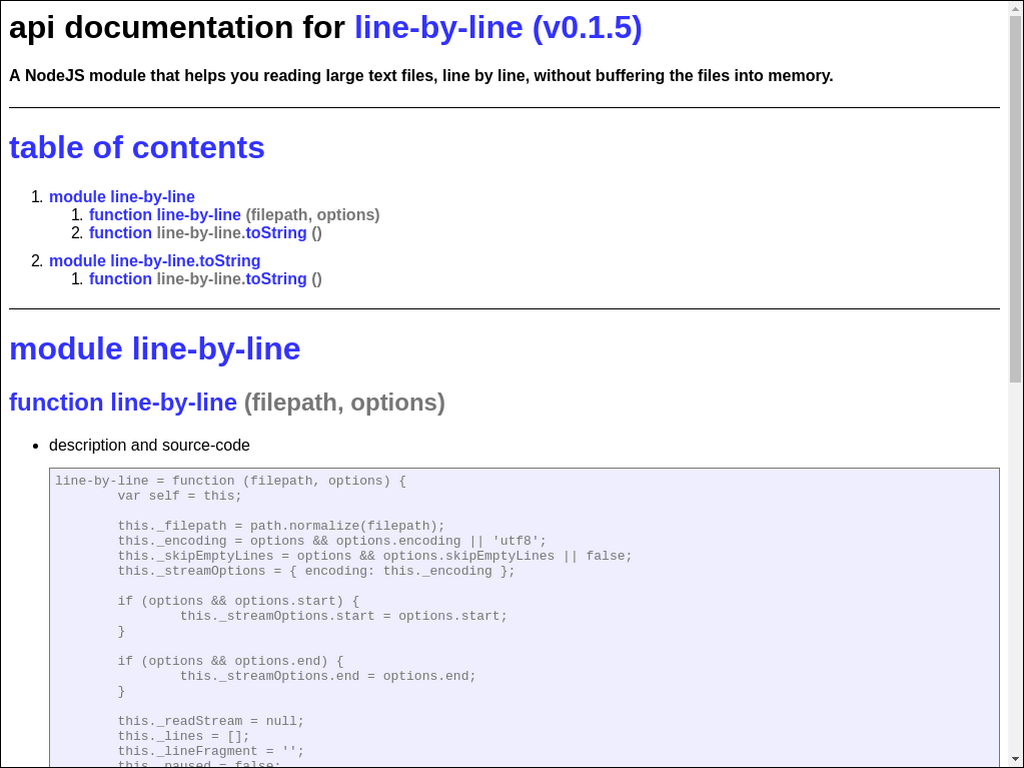 api documentation for line-by-line (v0.1.5)
A NodeJS module that helps you reading large text files, line by line, without buffering the files into memory.
table of contents
1. module line-by-line
1. function line-by-line (filepath, options)
2. function line-by-line.toString ()
2. module line-by-line.toString
1. function line-by-line.toString ()
module line-by-line
function line-by-line (filepath, options)
• description and source-code
line-by-line = function (filepath, options) {
var self = this;
this._filepath = path.normalize(filepath);
this._encoding = options && options.encoding || 'utf8';
this._skipEmptyLines = options && options.skipEmptyLines || false;
this._streamOptions = { encoding: this._encoding };
if (options && options.start) {
this._streamOptions.start = options.start;
}
if (options && options.end) {
this._streamOptions.end = options.end;
}
this._readStream = null;
this._lines = [];
this._lineFragment = '';
this._paused = false;